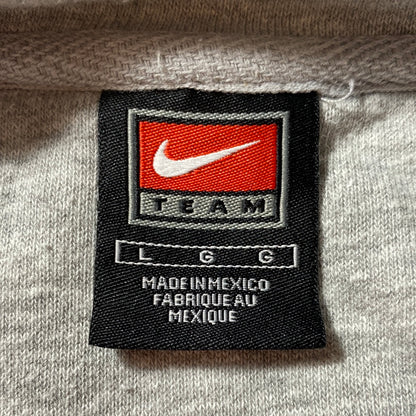 TEAM
L G G
MADE IN MEXICO
FABRIQUE AU
MEXIQUE